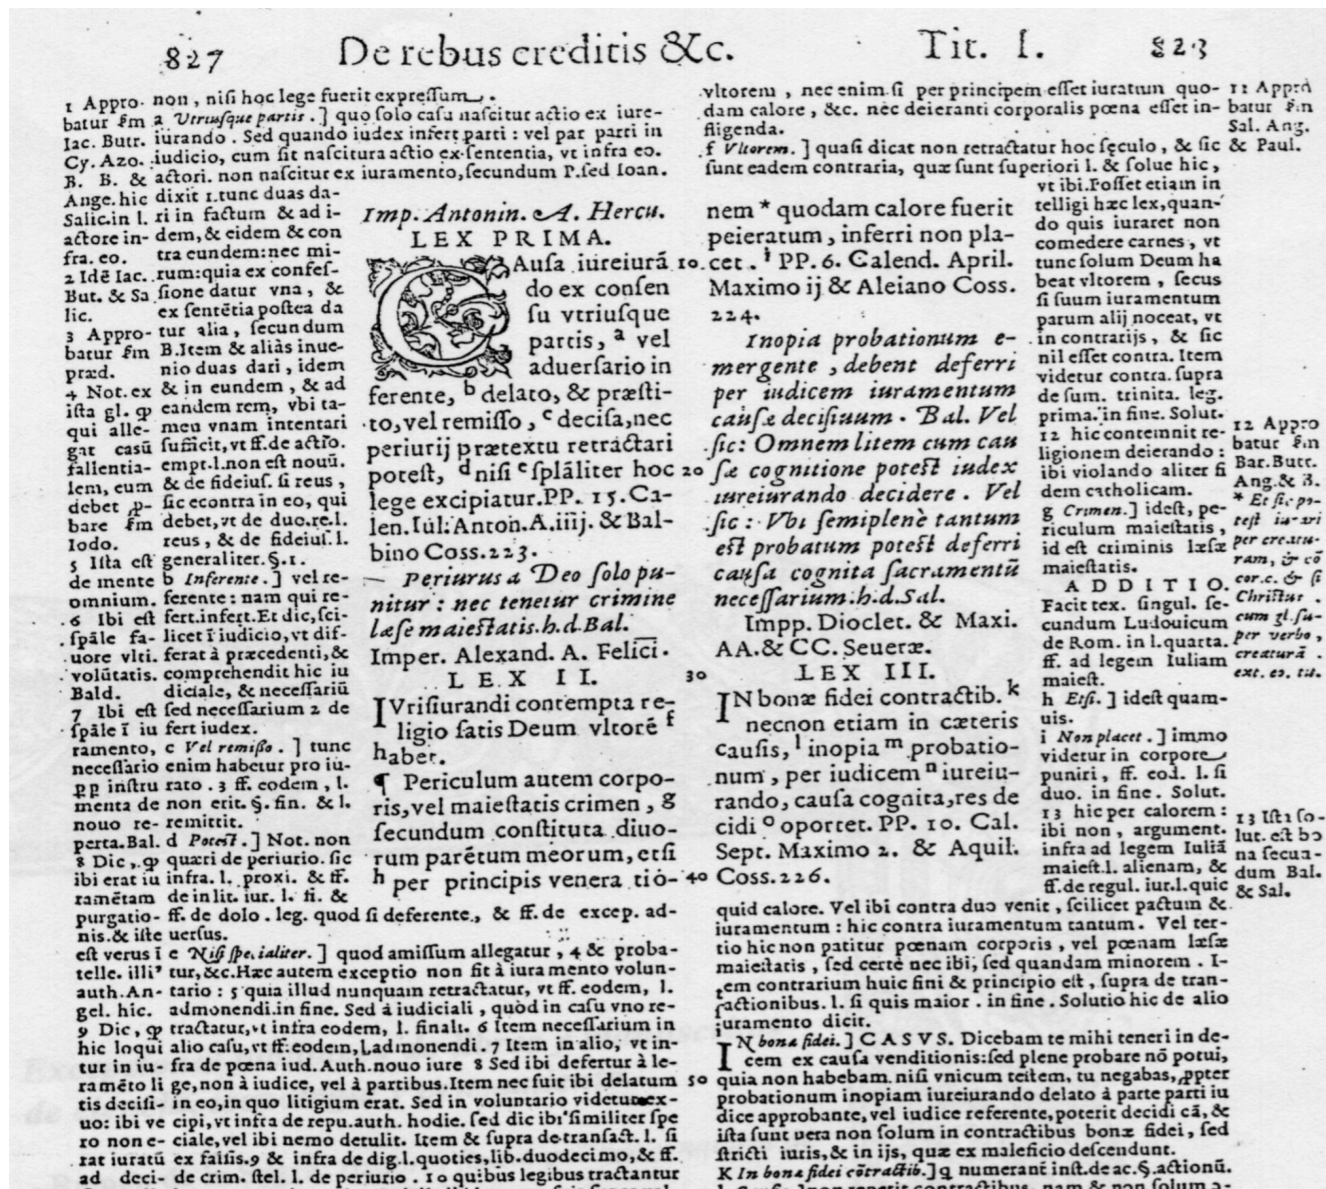 827 De rebus creditis &c. Tit. I. 823
1 Appro-
batur ẜm
Iac. Butr.
Cy. Azo.
B. B. &
Ange. hic
Salic. in l.
actore in-
fra. eo.
2 Idē Iac.
But. & Sa
lic.
3 Appro-
batur ẜm
præd.
4 Not. ex
ista gl. ꝙ
qui alle-
gat casū
fallentia-
lem, eum
debet ꝓ-
bare ẜm
Iodo.
5 Ista est
de mente
omnium.
6 Ibi est
spāle fa-
uore vlti.
volūtatis.
Bald.
7 Ibi est
spāle ī iu
ramento,
necessario
ꝓꝑ instru
menta de
nouo re-
perta. Bal.
8 Dic, ꝙ
ibi erat iu
ramētum
purgatio-
nis. & iste
est verus ī
telle. illi⁹
auth. An-
gel. hic.
9 Dic, ꝙ
hic loqui
tur in iu-
ramēto li
tis decisi-
uo: ibi ve
ro non e-
rat iuratū
ad deci-
non, nisi hoc lege fuerit expressum.
a Vtriusque partis.] quo solo casu nascitur actio ex iure-
iurando. Sed quando iudex infert parti: vel par parti in
iudicio, cum sit nascitura actio ex sententia, vt infra eo.
actori. non nascitur ex iuramento, secundum P. sed Ioan.
dixit 1. tunc duas da-
ri in factum & ad i-
dem, & eidem & con
tra eundem: nec mi-
rum: quia ex confes-
sione datur vna, &
ex sentētia postea da
tur alia, secundum
B. Item & aliàs inue-
nio duas dari, idem
& in eundem, & ad
eandem rem, vbi ta-
meu vnam intentari
sufficit, vt ff. de actio.
empt. l. non est nouū.
& de fideius. si reus,
sic econtra in eo, qui
debet, vt de duo. re. l.
reus, & de fideius. l.
generaliter. §. 1.
b Inferente.] vel re-
ferente: nam qui re-
fert. infert. Et dic, sci-
licet ī iudicio, vt dif-
ferat à præcedenti, &
comprehendit hic iu
diciale, & necessariū
sed necessarium 2 de
fert iudex.
c Vel remisso.] tunc
enim habetur pro iu-
rato. 3 ff. eodem, l.
non erit. §. fin. & l.
remittit.
d Potest.] Not. non
quæri de periurio. sic
infra. l. proxi. & ff.
de in lit. iur. l. fi. &
ff. de dolo. leg. quod si deferente, & ff. de excep. ad-
uersus.
e Nisi specialiter.] quod amissum allegatur, 4 & proba-
tur, &c. Hæc autem exceptio non fit à iuramento volun-
tario: 5 quia illud nunquam retractatur, vt ff. eodem, l.
admonendi. in fine. Sed à iudiciali, quòd in casu vno re-
tractatur, vt infra eodem, l. finali. 6 Item necessarium in
alio casu, vt ff. eodem, l. admonendi. 7 Item in alio, vt in-
fra de pœna iud. Auth. nouo iure 8 Sed ibi defertur à le-
ge, non à iudice, vel à partibus. Item nec fuit ibi delatum
in eo, in quo litigium erat. Sed in voluntario videtur ex-
cipi, vt infra de repu. auth. hodie. sed dic ibi similiter spe
ciale, vel ibi nemo detulit. Item & supra de transact. l. si
ex falsis. 9 & infra de dig. l. quoties, lib. duodecimo, & ff.
de crim. stel. l. de periurio. 10 quibus legibus tractantur
Imp. Antonin. A. Hercu.
LEX PRIMA.
CAusa iureiurā 10
do ex consen
su vtriusque
partis, ᵃ vel
aduersario in
ferente, ᵇ delato, & præsti-
to, vel remisso, ᶜ decisa, nec
periurij prætextu retractari
potest, ᵈ nisi ᵉ splāliter hoc 20
lege excipiatur. PP. 15. Ca-
len. Iul. Anton. A. iiij. & Bal-
bino Coss. 223.
— Periurus a Deo solo pu-
nitur: nec tenetur crimine
læse maiestatis. h. d. Bal.
Imper. Alexand. A. Felici.
LEX II. 30
IVrisiurandi contempta re-
ligio satis Deum vltorē ᶠ
habet.
¶ Periculum autem corpo-
ris, vel maiestatis crimen, g
secundum constituta diuo-
rum parētum meorum, etsi
ʰ per principis venera tio- 40
vltorem, nec enim si per principem esset iuratum quo-
dam calore, &c. nec deieranti corporalis pœna esset in-
fligenda.
f Vltorem.] quasi dicat non retractatur hoc sęculo, & sic
sunt eadem contraria, quæ sunt superiori l. & solue hic,
nem * quodam calore fuerit
peieratum, inferri non pla-
cet. ⁱ PP. 6. Calend. April.
Maximo ij & Aleiano Coss.
224.
Inopia probationum e-
mergente, debent deferri
per iudicem iuramentum
causæ decisiuum. Bal. Vel
sic: Omnem litem cum cau
sæ cognitione potest iudex
iureiurando decidere. Vel
sic: Vbi semiplenè tantum
est probatum potest deferri
causa cognita sacramentū
necessarium. h. d. Sal.
Impp. Dioclet. & Maxi.
AA. & CC. Seueræ.
LEX III.
IN bonæ fidei contractib. ᵏ
necnon etiam in cæteris
causis, ˡ inopia ᵐ probatio-
num, per iudicem ⁿ iureiu-
rando, causa cognita, res de
cidi ᵒ oportet. PP. 10. Cal.
Sept. Maximo 2. & Aquil.
Coss. 226.
vt ibi. Posset etiam in
telligi hæc lex, quan-
do quis iuraret non
comedere carnes, vt
tunc solum Deum ha
beat vltorem, secus
si suum iuramentum
parum alij noceat, vt
in contrarijs, & sic
nil esset contra. Item
videtur contra. supra
de sum. trinita. leg.
prima. in fine. Solut.
12 hic contemnit re-
ligionem deierando:
ibi violando aliter fi
dem catholicam.
g Crimen.] idest, pe-
riculum maiestatis,
id est criminis læsæ
maiestatis.
ADDITIO.
Facit tex. singul. se-
cundum Ludouicum
de Rom. in l. quarta.
ff. ad legem Iuliam
maiest.
h Etsi.] idest quam-
uis.
i Non placet.] immo
videtur in corpore
puniri, ff. eod. l. si
duo. in fine. Solut.
13 hic per calorem:
ibi non, argument.
infra ad legem Iuliā
maiest. l. alienam, &
ff. de regul. iur. l. quic
quid calore. Vel ibi contra duo venit, scilicet pactum &
iuramentum: hic contra iuramentum tantum. Vel ter-
tio hic non patitur pœnam corporis, vel pœnam læsæ
maiestatis, sed certè nec ibi, sed quandam minorem. I-
tem contrarium huic fini & principio est, supra de tran-
sactionibus. l. si quis maior. in fine. Solutio hic de alio
iuramento dicit.
IN bona fidei.] CASVS. Dicebam te mihi teneri in de-
cem ex causa venditionis: sed plene probare nō potui,
50 quia non habebam nisi vnicum testem, tu negabas, ꝓpter
probationum inopiam iureiurando delato à parte parti iu
dice approbante, vel iudice referente, poterit decidi cā, &
ista sunt uera non solum in contractibus bonæ fidei, sed
stricti iuris, & in ijs, quæ ex maleficio descendunt.
K In bona fidei cōtractib.] q numerant inst. de ac. §. actionū.
11 Appro
batur ẜm
Sal. Ang.
& Paul.
12 Appro
batur ẜm
Bar. Butr.
Ang. & B.
* Et sic po-
test iurari
per creatu-
ram, & cō
cor. c. & si
Christus.
cum gl. su-
per verbo,
creaturā.
ext. eo. tit.
13 Ista so-
lut. est bo
na secun-
dum Bal.
& Sal.